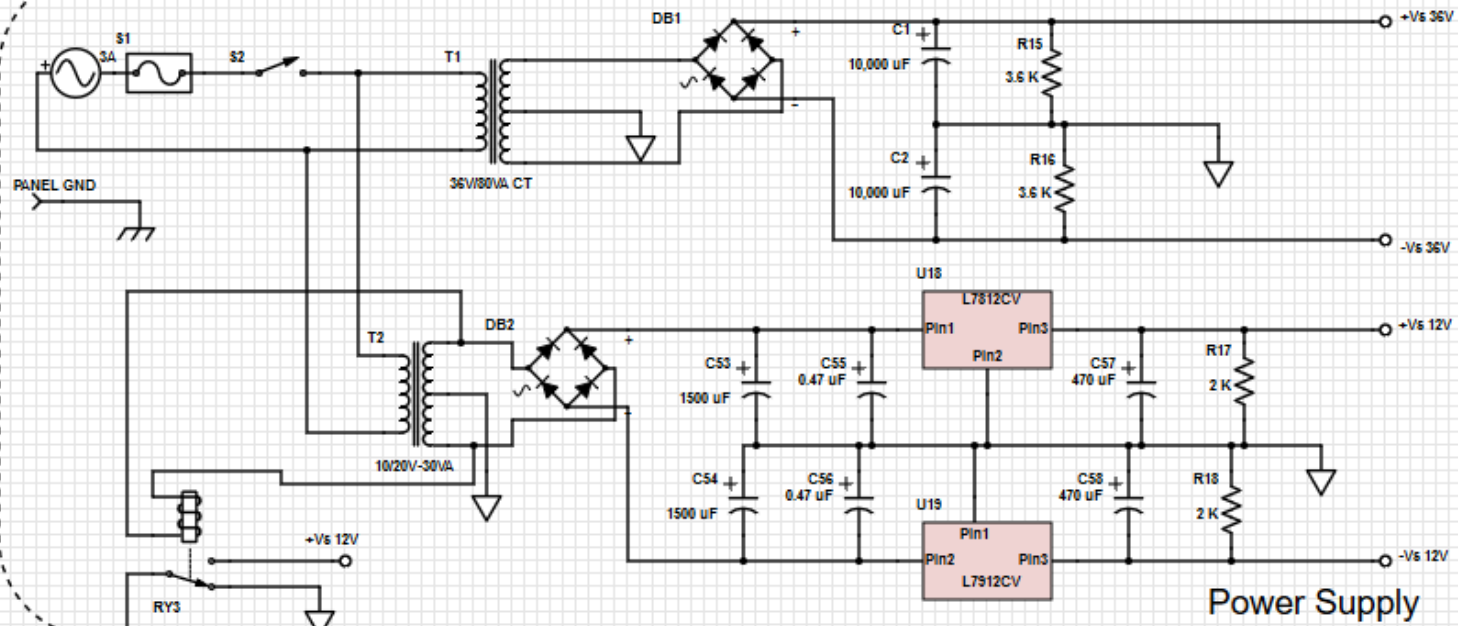 DB1
+Vs 36V
S1
C1
+
+
3A
S2
T1
R15
+
10,000 uF
3.6 K
-
C2
+
R16
PANEL GND
36V/80VA CT
10,000 uF
3.6 K
-Vs 36V
U18
L7812CV
T2
DB2
Pin1
Pin3
+Vs 12V
+
Pin2
C53
+
C55
+
C57
+
R17
0.47 uF
470 uF
2 K
1500 uF
-
10/20V-30VA
C54
+
C56
+
C58
+
R18
0.47 uF
470 uF
1500 uF
U19
2 K
Pin1
+Vs 12V
Pin2
Pin3
-Vs 12V
L7912CV
RY3
Power Supply